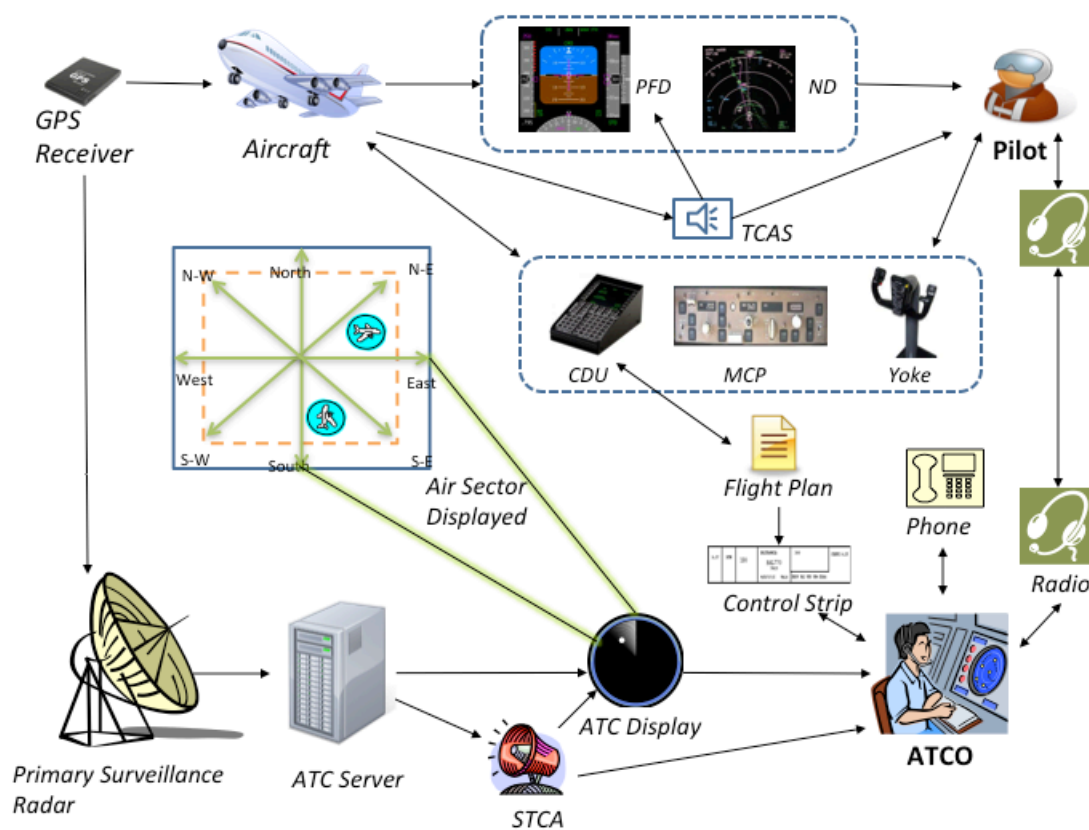 GPS
PFD
ND
GPS
Receiver
Aircraft
Pilot
TCAS
N-W
North
N-E
West
East
S-W
South
S-E
CDU
MCP
Yoke
Air Sector
Displayed
Flight Plan
Phone
Control Strip
Radio
Primary Surveillance
Radar
ATC Server
ATC Display
STCA
ATCO